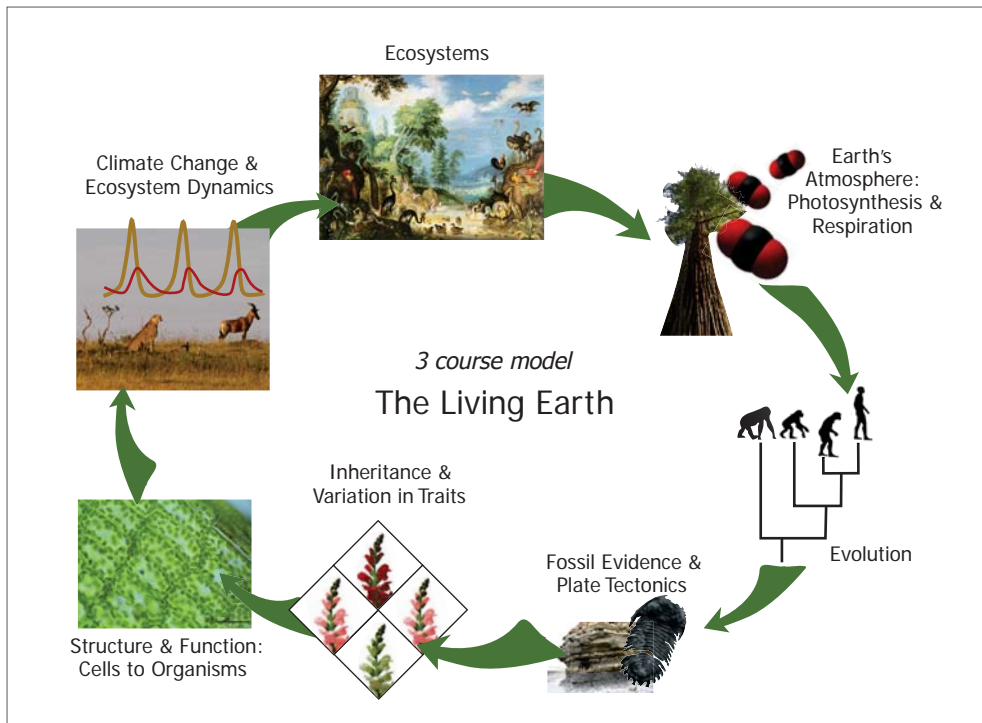 Ecosystems
Climate Change &
Ecosystem Dynamics
Earth's
Atmosphere:
Photosynthesis &
Respiration
3 course model
The Living Earth
Inheritance &
Variation in Traits
Evolution
Fossil Evidence &
Plate Tectonics
Structure & Function:
Cells to Organisms